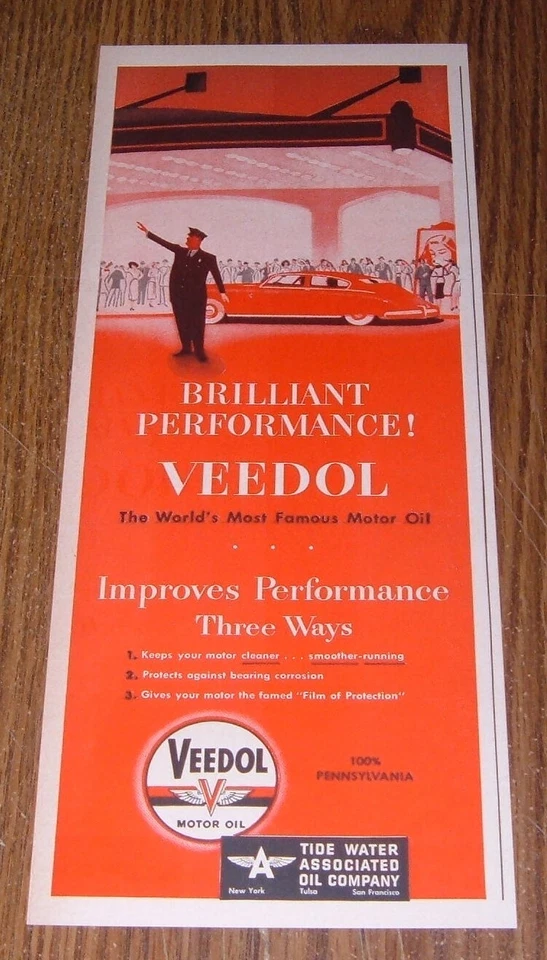 BRILLIANT
PERFORMANCE!
VEEDOL
The World's Most Famous Motor Oil
. . .
Improves Performance
Three Ways
1. Keeps your motor cleaner . . . smoother-running
2. Protects against bearing corrosion
3. Gives your motor the famed "Film of Protection"
VEEDOL
V
MOTOR OIL
100%
PENNSYLVANIA
A
TIDE WATER
ASSOCIATED
OIL COMPANY
New York Tulsa San Francisco